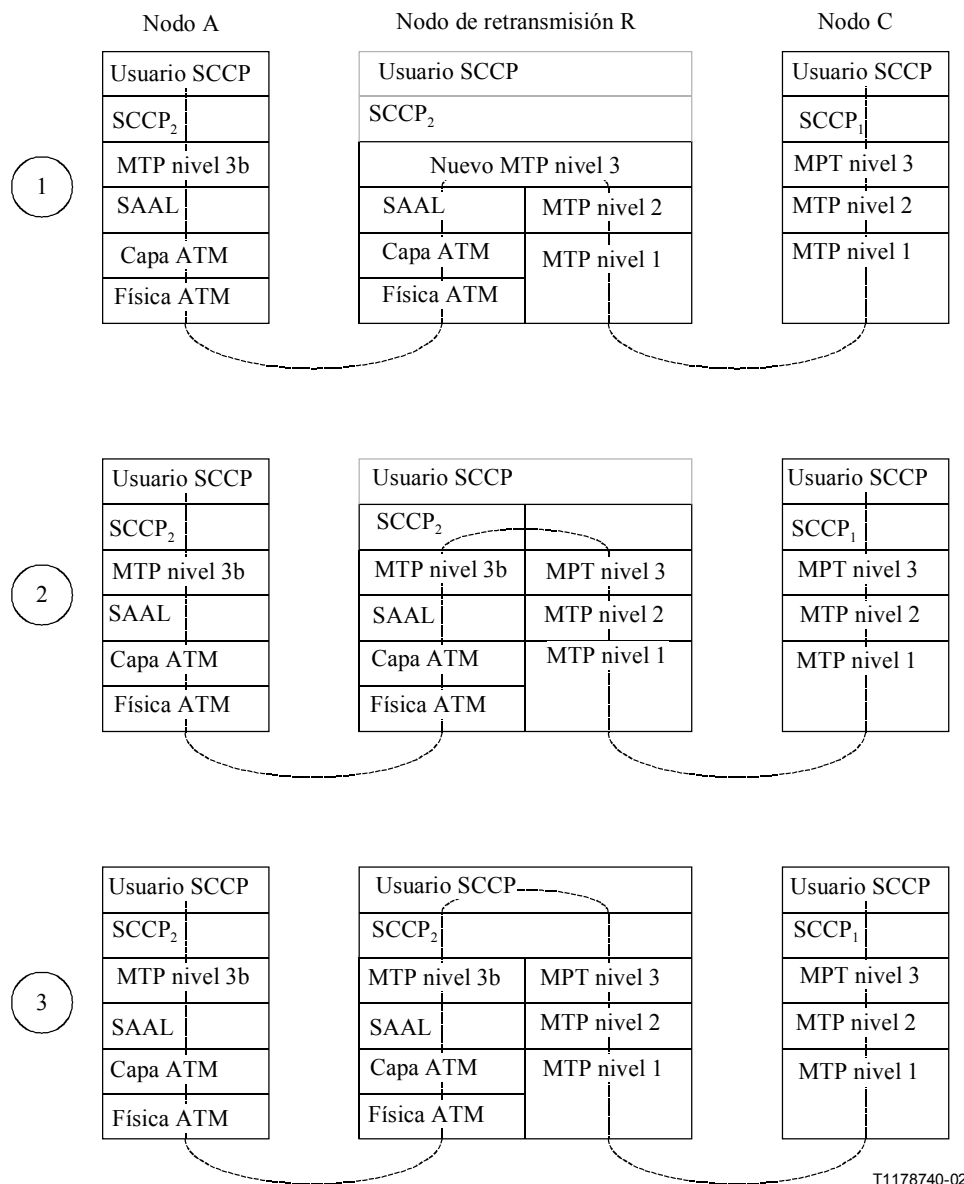 Nodo A Nodo de retransmisión R Nodo C
Usuario SCCP Usuario SCCP Usuario SCCP
SCCP2 SCCP2 SCCP1
1 MTP nivel 3b Nuevo MTP nivel 3 MPT nivel 3
SAAL SAAL MTP nivel 2 MTP nivel 2
Capa ATM Capa ATM MTP nivel 1 MTP nivel 1
Física ATM Física ATM
Usuario SCCP Usuario SCCP Usuario SCCP
SCCP2 SCCP2 SCCP1
2 MTP nivel 3b MTP nivel 3b MPT nivel 3 MPT nivel 3
SAAL SAAL MTP nivel 2 MTP nivel 2
Capa ATM Capa ATM MTP nivel 1 MTP nivel 1
Física ATM Física ATM
Usuario SCCP Usuario SCCP Usuario SCCP
SCCP2 SCCP2 SCCP1
3 MTP nivel 3b MTP nivel 3b MPT nivel 3 MPT nivel 3
SAAL SAAL MTP nivel 2 MTP nivel 2
Capa ATM Capa ATM MTP nivel 1 MTP nivel 1
Física ATM Física ATM
T1178740-02